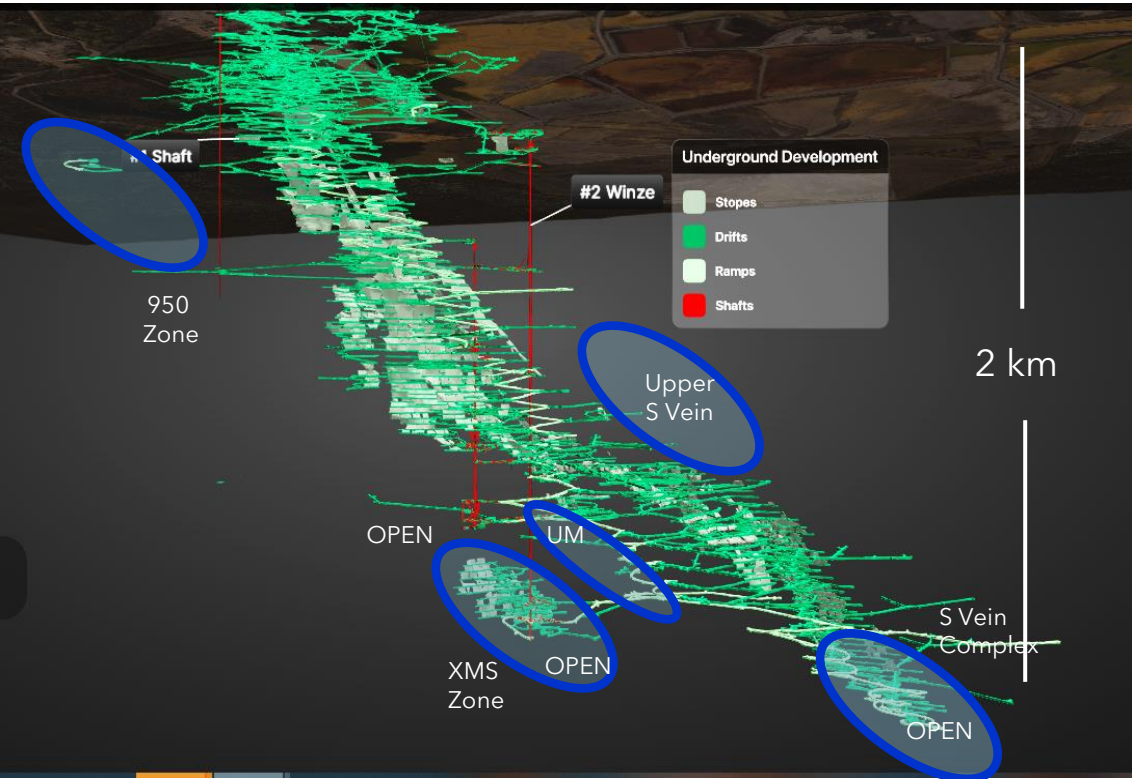 #1 Shaft
Underground Development
#2 Winze
Stopes
Drifts
Ramps
Shafts
950
Zone
2 km
Upper
S Vein
OPEN
UM
S Vein
Complex
XMS
Zone
OPEN
OPEN